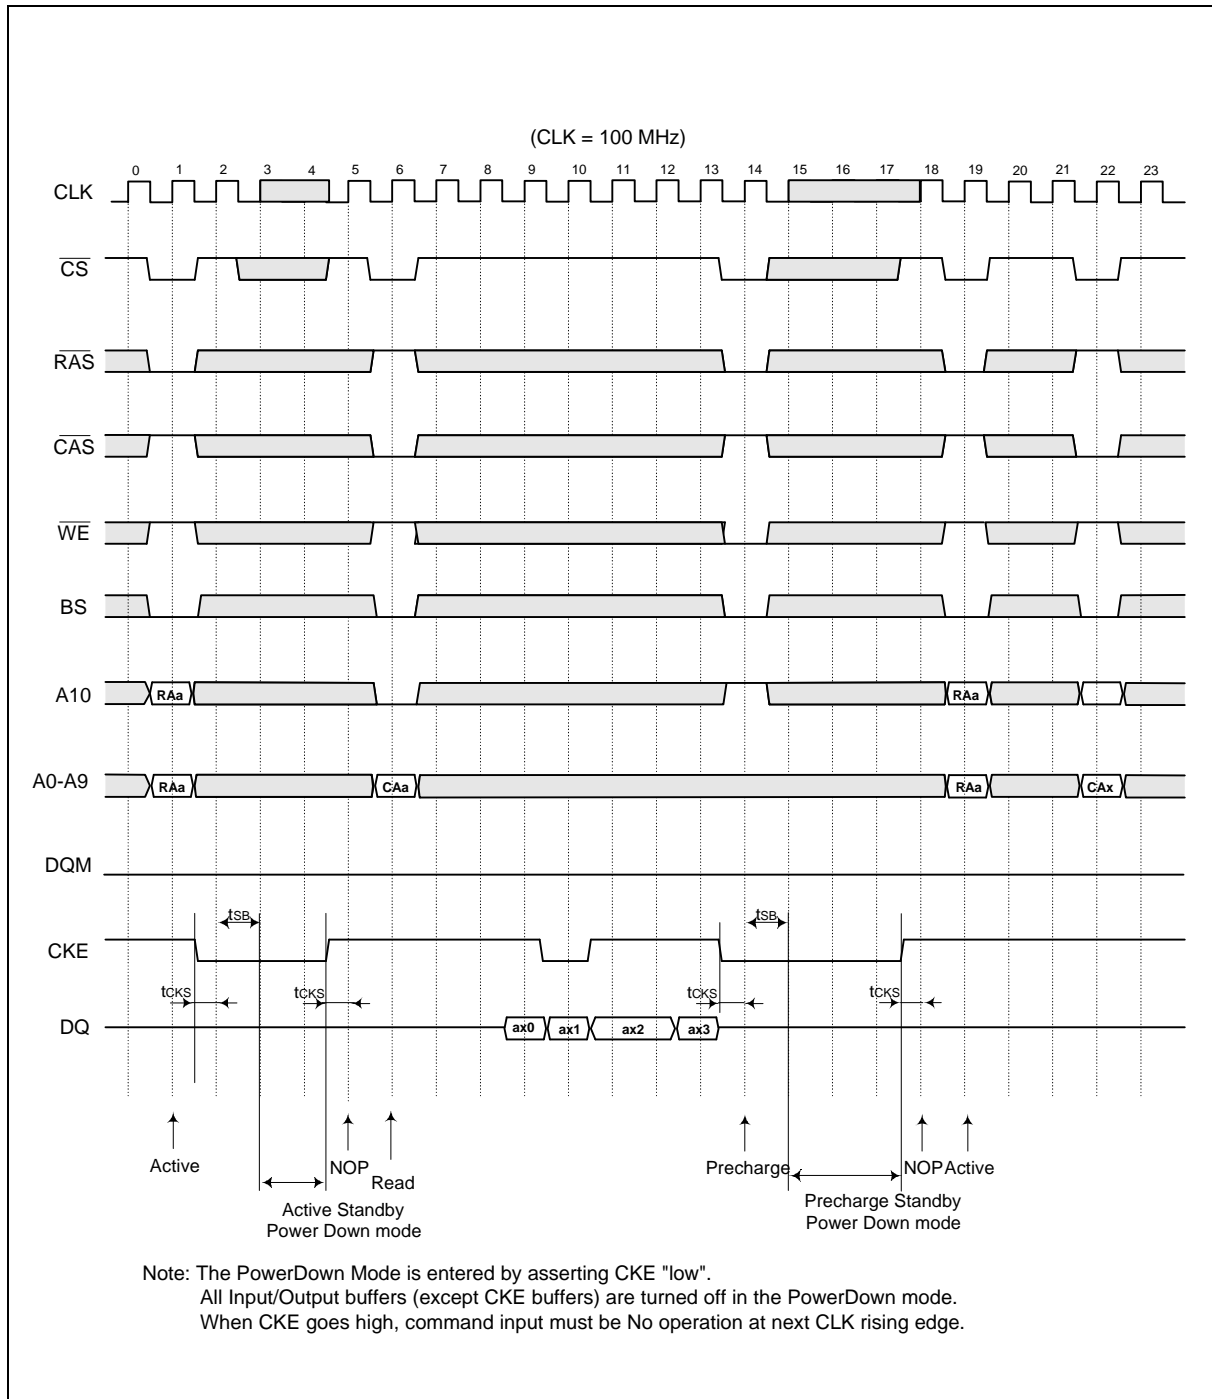 (CLK = 100 MHz)
0 1 2 3 4 5 6 7 8 9 10 11 12 13 14 15 16 17 18 19 20 21 22 23
CLK
CS
RAS
CAS
WE
BS
A10 RAa RAa
A0-A9 RAa CAa RAa CAx
DQM
tSB tSB
CKE
tCKS tCKS tCKS tCKS
DQ ax0 ax1 ax2 ax3
Active NOP Read Precharge NOP Active
Active Standby
Power Down mode
Precharge Standby
Power Down mode
Note: The PowerDown Mode is entered by asserting CKE "low".
All Input/Output buffers (except CKE buffers) are turned off in the PowerDown mode.
When CKE goes high, command input must be No operation at next CLK rising edge.